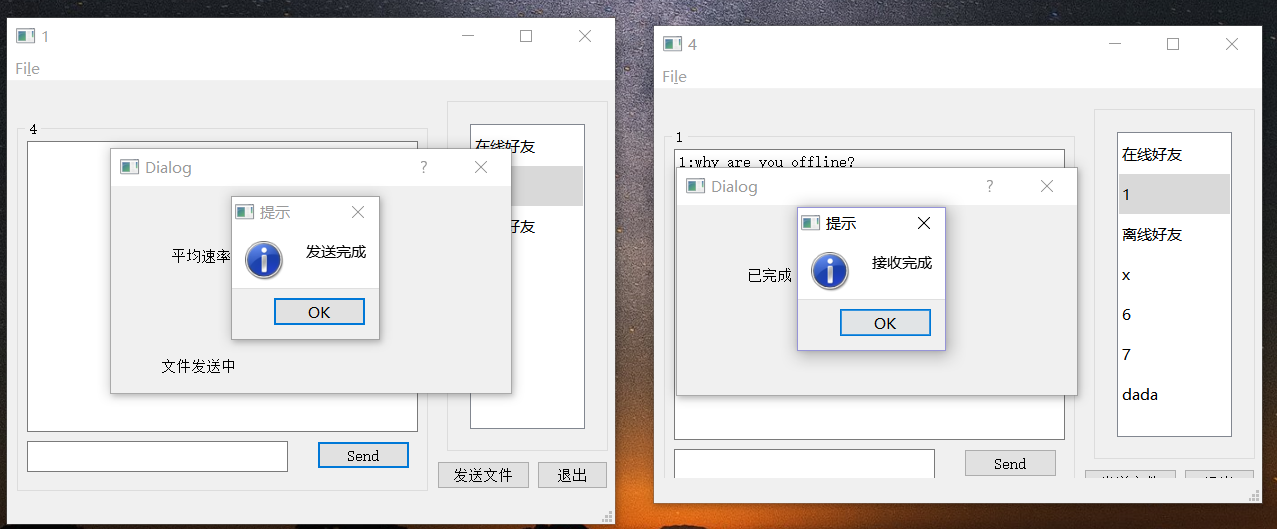 1
File
4
在线好友
好友
Dialog
?
提示
平均速率
发送完成
OK
文件发送中
Send
发送文件
退出
4
File
1
1:why are you offline?
Dialog
?
提示
已完成
接收完成
OK
在线好友
1
离线好友
x
6
7
dada
Send